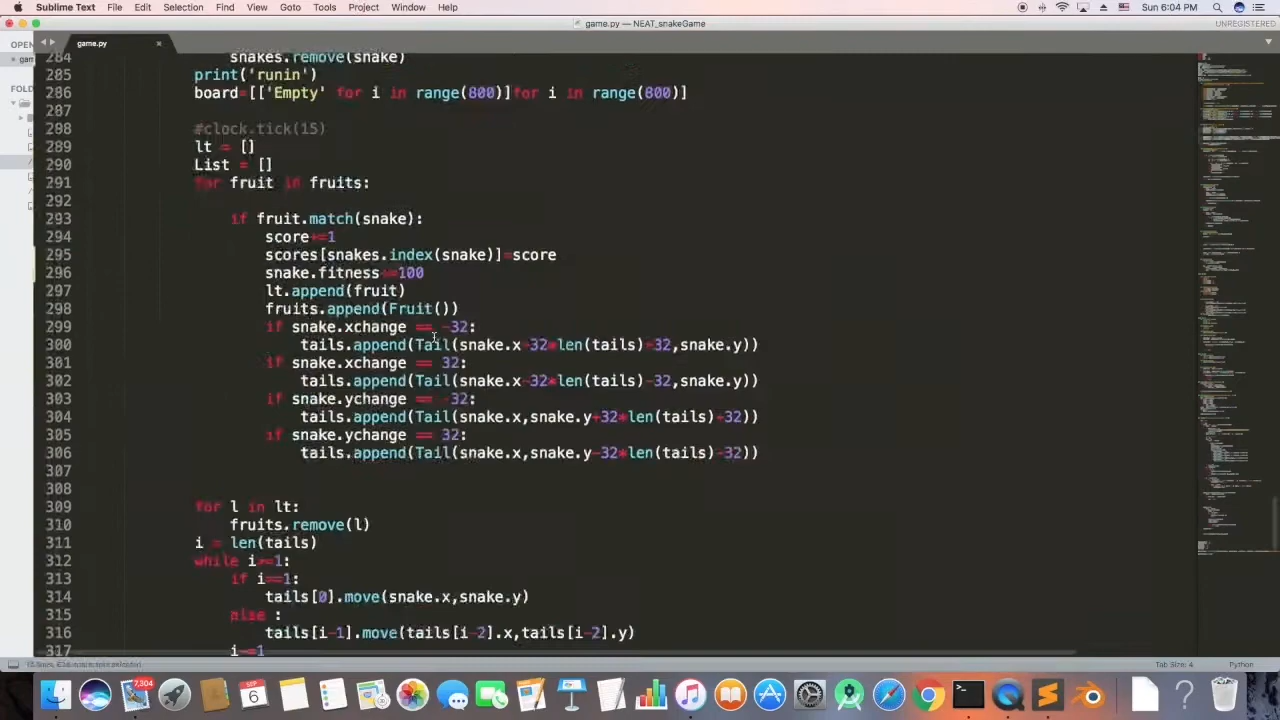 Sublime Text File Edit Selection Find View Goto Tools Project Window Help Sun 6:04 PM
game.py — NEAT_snakeGame UNREGISTERED
OPEN game.py ×
FOLD
284 snakes.remove(snake)
285 print('runin')
286 board=[['Empty' for i in range(800)]for i in range(800)]
287
288 #clock.tick(15)
289 lt = []
290 List = []
291 for fruit in fruits:
292
293 if fruit.match(snake):
294 score+=1
295 scores[snakes.index(snake)]=score
296 snake.fitness+=100
297 lt.append(fruit)
298 fruits.append(Fruit())
299 if snake.xchange == -32:
300 tails.append(Tail(snake.x+32*len(tails)+32,snake.y))
301 if snake.xchange == 32:
302 tails.append(Tail(snake.x-32*len(tails)-32,snake.y))
303 if snake.ychange == -32:
304 tails.append(Tail(snake.x,snake.y+32*len(tails)+32))
305 if snake.ychange == 32:
306 tails.append(Tail(snake.x,snake.y-32*len(tails)-32))
307
308
309 for l in lt:
310 fruits.remove(l)
311 i = len(tails)
312 while i>=1:
313 if i==1:
314 tails[0].move(snake.x,snake.y)
315 else :
316 tails[i-1].move(tails[i-2].x,tails[i-2].y)
317 i-=1
Tab Size: 4 Python
7,304
SEP
6